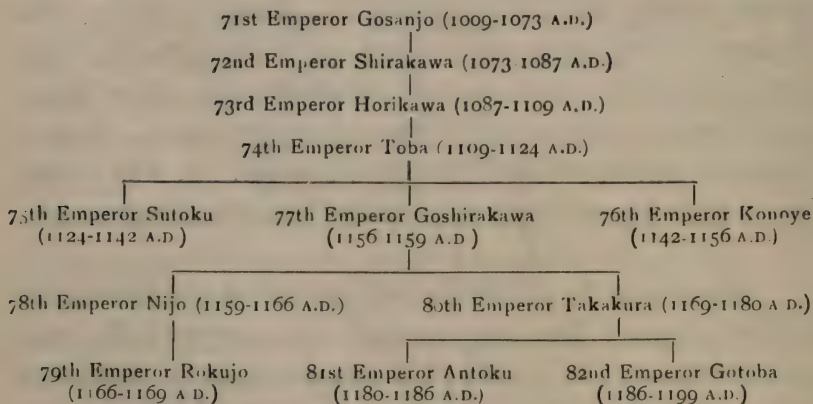 71st Emperor Gosanjo (1009-1073 A.D.)
72nd Emperor Shirakawa (1073 1087 A.D.)
73rd Emperor Horikawa (1087-1109 A.D.)
74th Emperor Toba (1109-1124 A.D.)
75th Emperor Sutoku 77th Emperor Goshirakawa 76th Emperor Konoye
(1124-1142 A.D ) (1156 1159 A.D ) (1142-1156 A.D.)
78th Emperor Nijo (1159-1166 A.D.) 80th Emperor Takakura (1169-1180 A D.)
79th Emperor Rokujo 81st Emperor Antoku 82nd Emperor Gotoba
(1166-1169 A D.) (1180-1186 A.D.) (1186-1199 A.D.)